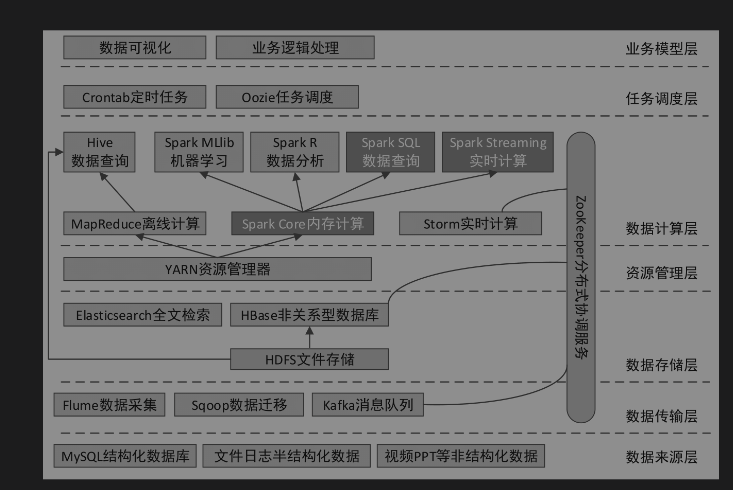 数据可视化
业务逻辑处理
业务模型层
Crontab定时任务
Oozie任务调度
任务调度层
Hive
数据查询
Spark MLlib
机器学习
Spark R
数据分析
Spark SQL
数据查询
Spark Streaming
实时计算
MapReduce离线计算
Spark Core内存计算
Storm实时计算
数据计算层
ZooKeeper分布式协调服务
YARN资源管理器
资源管理层
Elasticsearch全文检索
HBase非关系型数据库
HDFS文件存储
数据存储层
Flume数据采集
Sqoop数据迁移
Kafka消息队列
数据传输层
MySQL结构化数据库
文件日志半结构化数据
视频PPT等非结构化数据
数据来源层